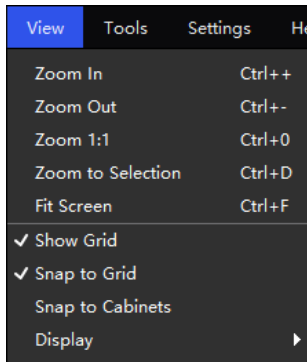 View Tools Settings
Zoom In Ctrl++
Zoom Out Ctrl+-
Zoom 1:1 Ctrl+0
Zoom to Selection Ctrl+D
Fit Screen Ctrl+F
✓ Show Grid
✓ Snap to Grid
Snap to Cabinets
Display